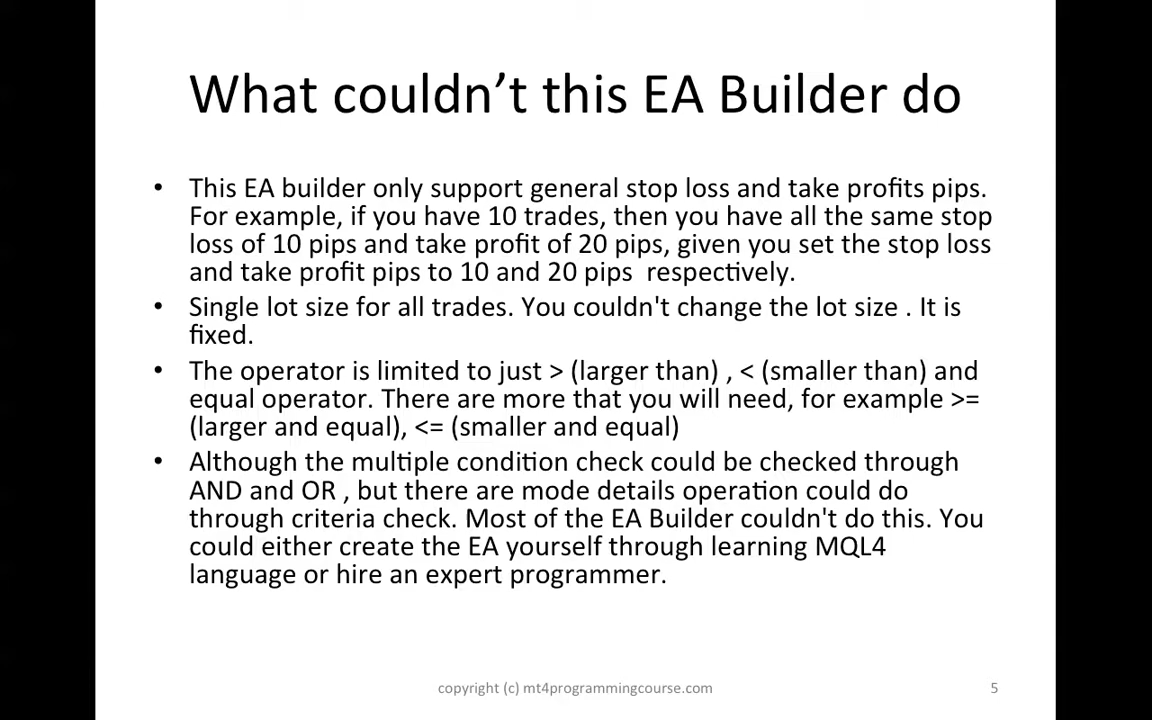 What couldn’t this EA Builder do
• This EA builder only support general stop loss and take profits pips.
For example, if you have 10 trades, then you have all the same stop
loss of 10 pips and take profit of 20 pips, given you set the stop loss
and take profit pips to 10 and 20 pips  respectively.
• Single lot size for all trades. You couldn't change the lot size . It is
fixed.
• The operator is limited to just > (larger than) , < (smaller than) and
equal operator. There are more that you will need, for example >=
(larger and equal), <= (smaller and equal)
• Although the multiple condition check could be checked through
AND and OR , but there are mode details operation could do
through criteria check. Most of the EA Builder couldn't do this. You
could either create the EA yourself through learning MQL4
language or hire an expert programmer.
copyright (c) mt4programmingcourse.com
5